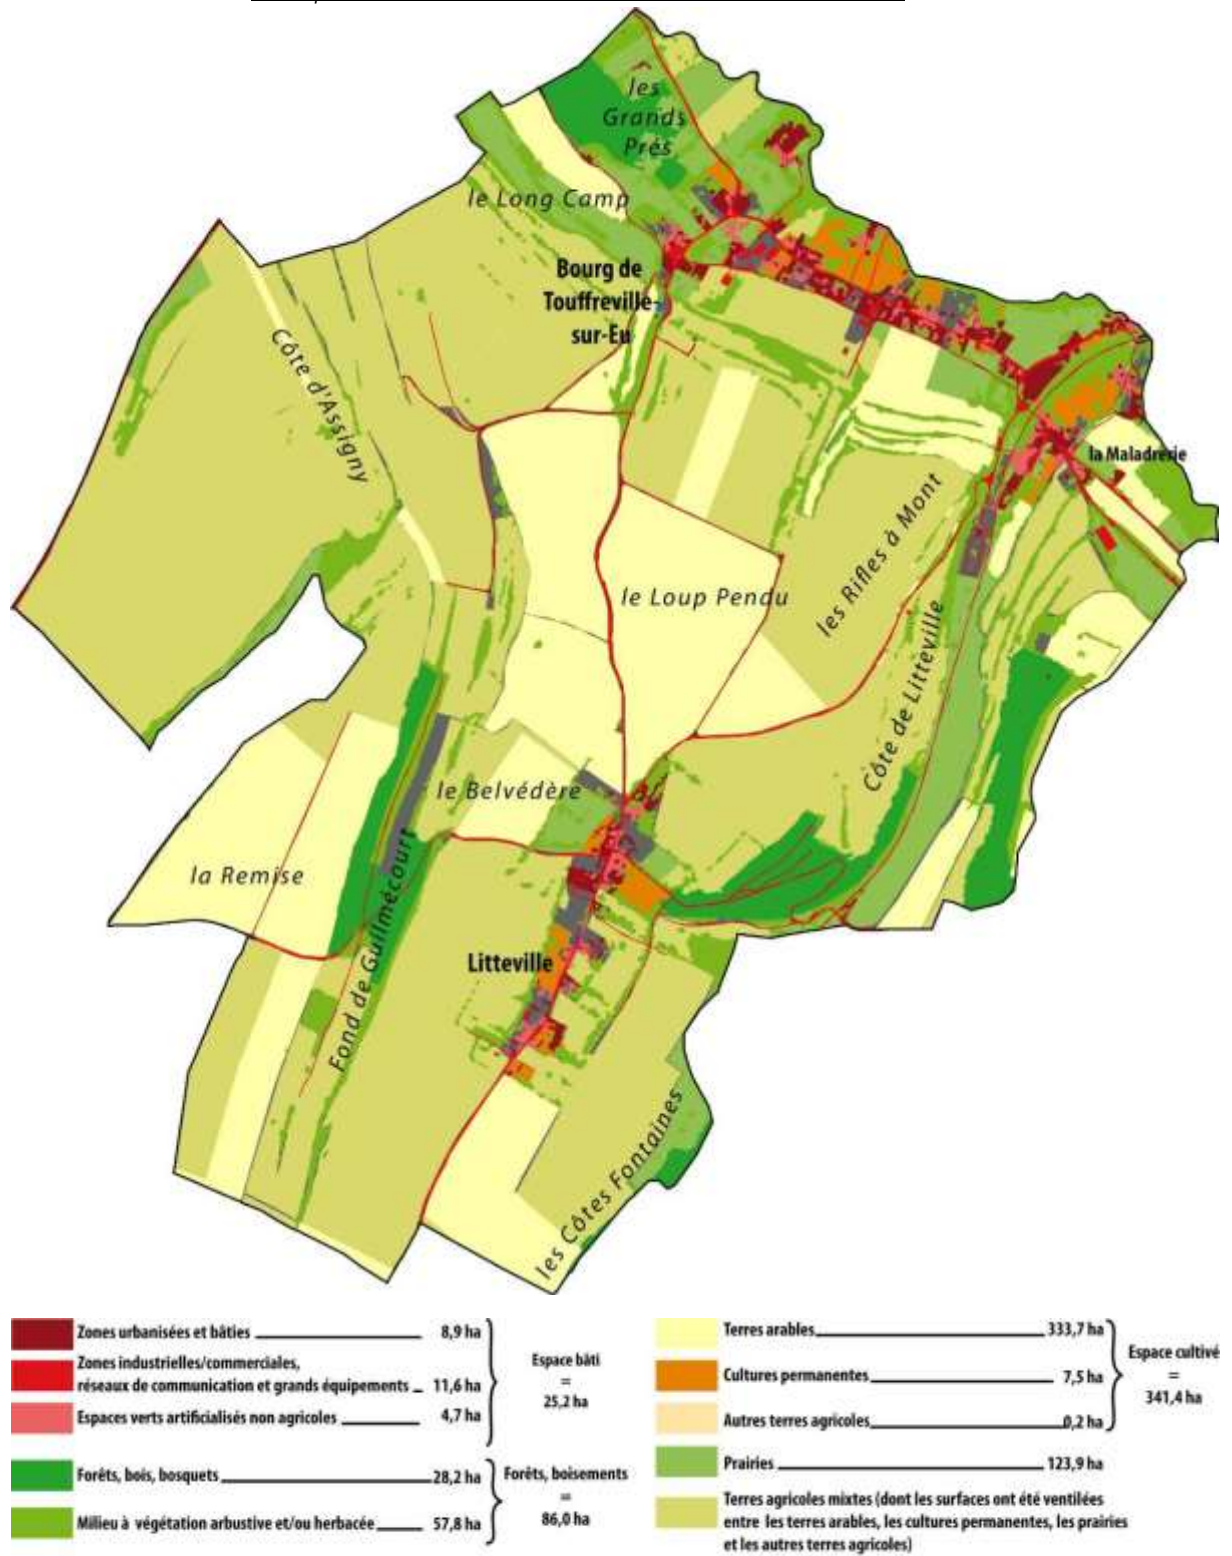 les
Grands
Prés
le Long Camp
Bourg de
Touffreville-
sur-Eu
Côte d'Assigny
la Maladrerie
les Rifles à Mont
le Loup Pendu
Côte de Litteville
le Belvédère
la Remise
Fond de Guilmécourt
Litteville
les Côtes Fontaines
Zones urbanisées et bâties 8,9 ha
Zones industrielles/commerciales,
réseaux de communication et grands équipements 11,6 ha
Espaces verts artificialisés non agricoles 4,7 ha
Espace bâti
=
25,2 ha
Forêts, bois, bosquets 28,2 ha
Milieu à végétation arbustive et/ou herbacée 57,8 ha
Forêts, boisements
=
86,0 ha
Terres arables 333,7 ha
Cultures permanentes 7,5 ha
Autres terres agricoles 0,2 ha
Espace cultivé
=
341,4 ha
Prairies 123,9 ha
Terres agricoles mixtes (dont les surfaces ont été ventilées
entre les terres arables, les cultures permanentes, les prairies
et les autres terres agricoles)